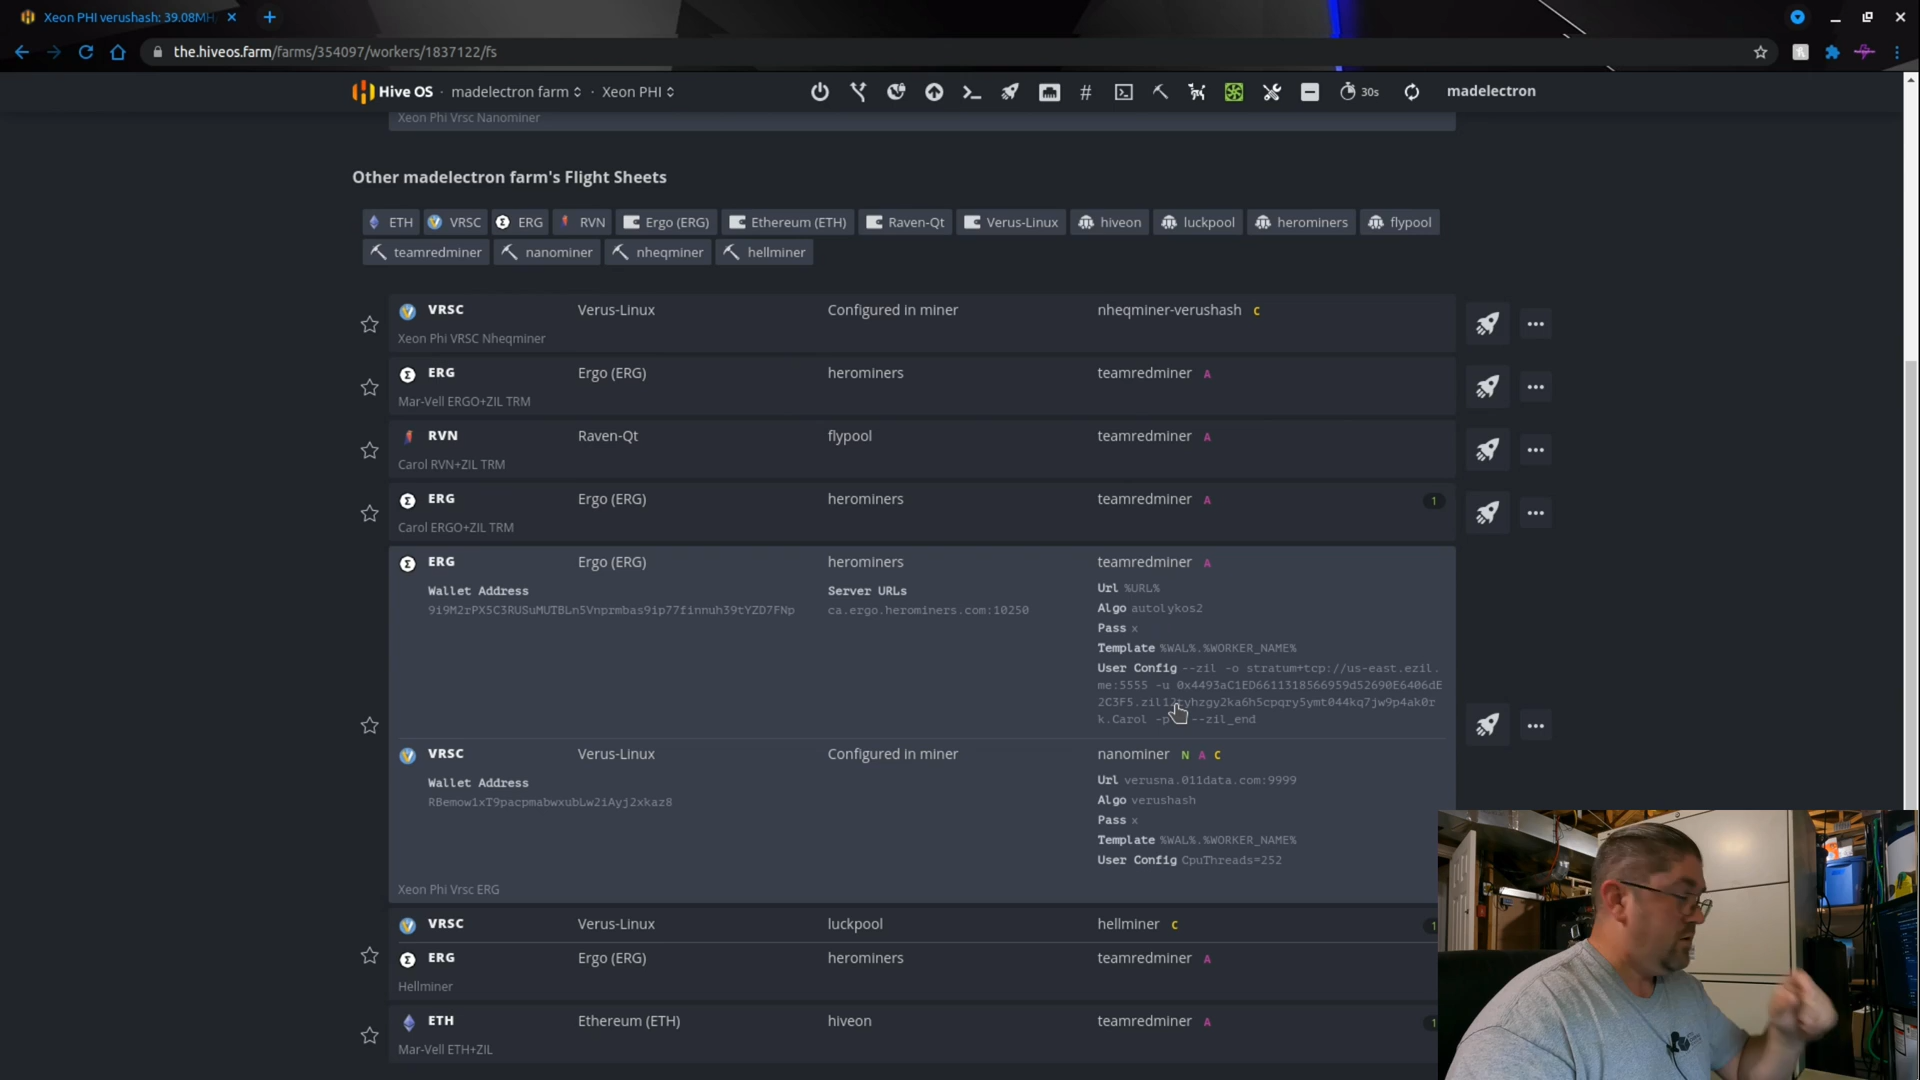 Xeon PHI verushash: 39.08MH
the.hiveos.farm/farms/354097/workers/1837122/fs
Hive OS · madelectron farm · Xeon PHI
30s
madelectron
Xeon Phi Vrsc Nanominer
Other madelectron farm's Flight Sheets
ETH VRSC ERG RVN Ergo (ERG) Ethereum (ETH) Raven-Qt Verus-Linux hiveon luckpool herominers flypool
teamredminer nanominer nheqminer hellminer
VRSC Verus-Linux Configured in miner nheqminer-verushash C
Xeon Phi VRSC Nheqminer
ERG Ergo (ERG) herominers teamredminer A
Mar-Vell ERGO+ZIL TRM
RVN Raven-Qt flypool teamredminer A
Carol RVN+ZIL TRM
ERG Ergo (ERG) herominers teamredminer A 1
Carol ERGO+ZIL TRM
ERG Ergo (ERG) herominers teamredminer A
Wallet Address Server URLs Url %URL%
9i9M2rPX5C3RUSuMUTBLn5Vnprmbas9ip77finnuh39tYZD7FNp ca.ergo.herominers.com:10250 Algo autolykos2
Pass x
Template %WAL%.%WORKER_NAME%
User Config --zil -o stratum+tcp://us-east.ezil.
me:5555 -u 0x4493aC1ED6611318566959d52690E6406dE
2C3F5.zil12tyhzgy2ka6h5cpqry5ymt044kq7jw9p4ak0r
k.Carol -p --zil_end
VRSC Verus-Linux Configured in miner nanominer N A C
Wallet Address Url verusna.011data.com:9999
RBemow1xT9pacpmabwxubLw2iAyj2xkaz8 Algo verushash
Pass x
Template %WAL%.%WORKER_NAME%
User Config CpuThreads=252
Xeon Phi Vrsc ERG
VRSC Verus-Linux luckpool hellminer C 1
ERG Ergo (ERG) herominers teamredminer A
Hellminer
ETH Ethereum (ETH) hiveon teamredminer A 1
Mar-Vell ETH+ZIL